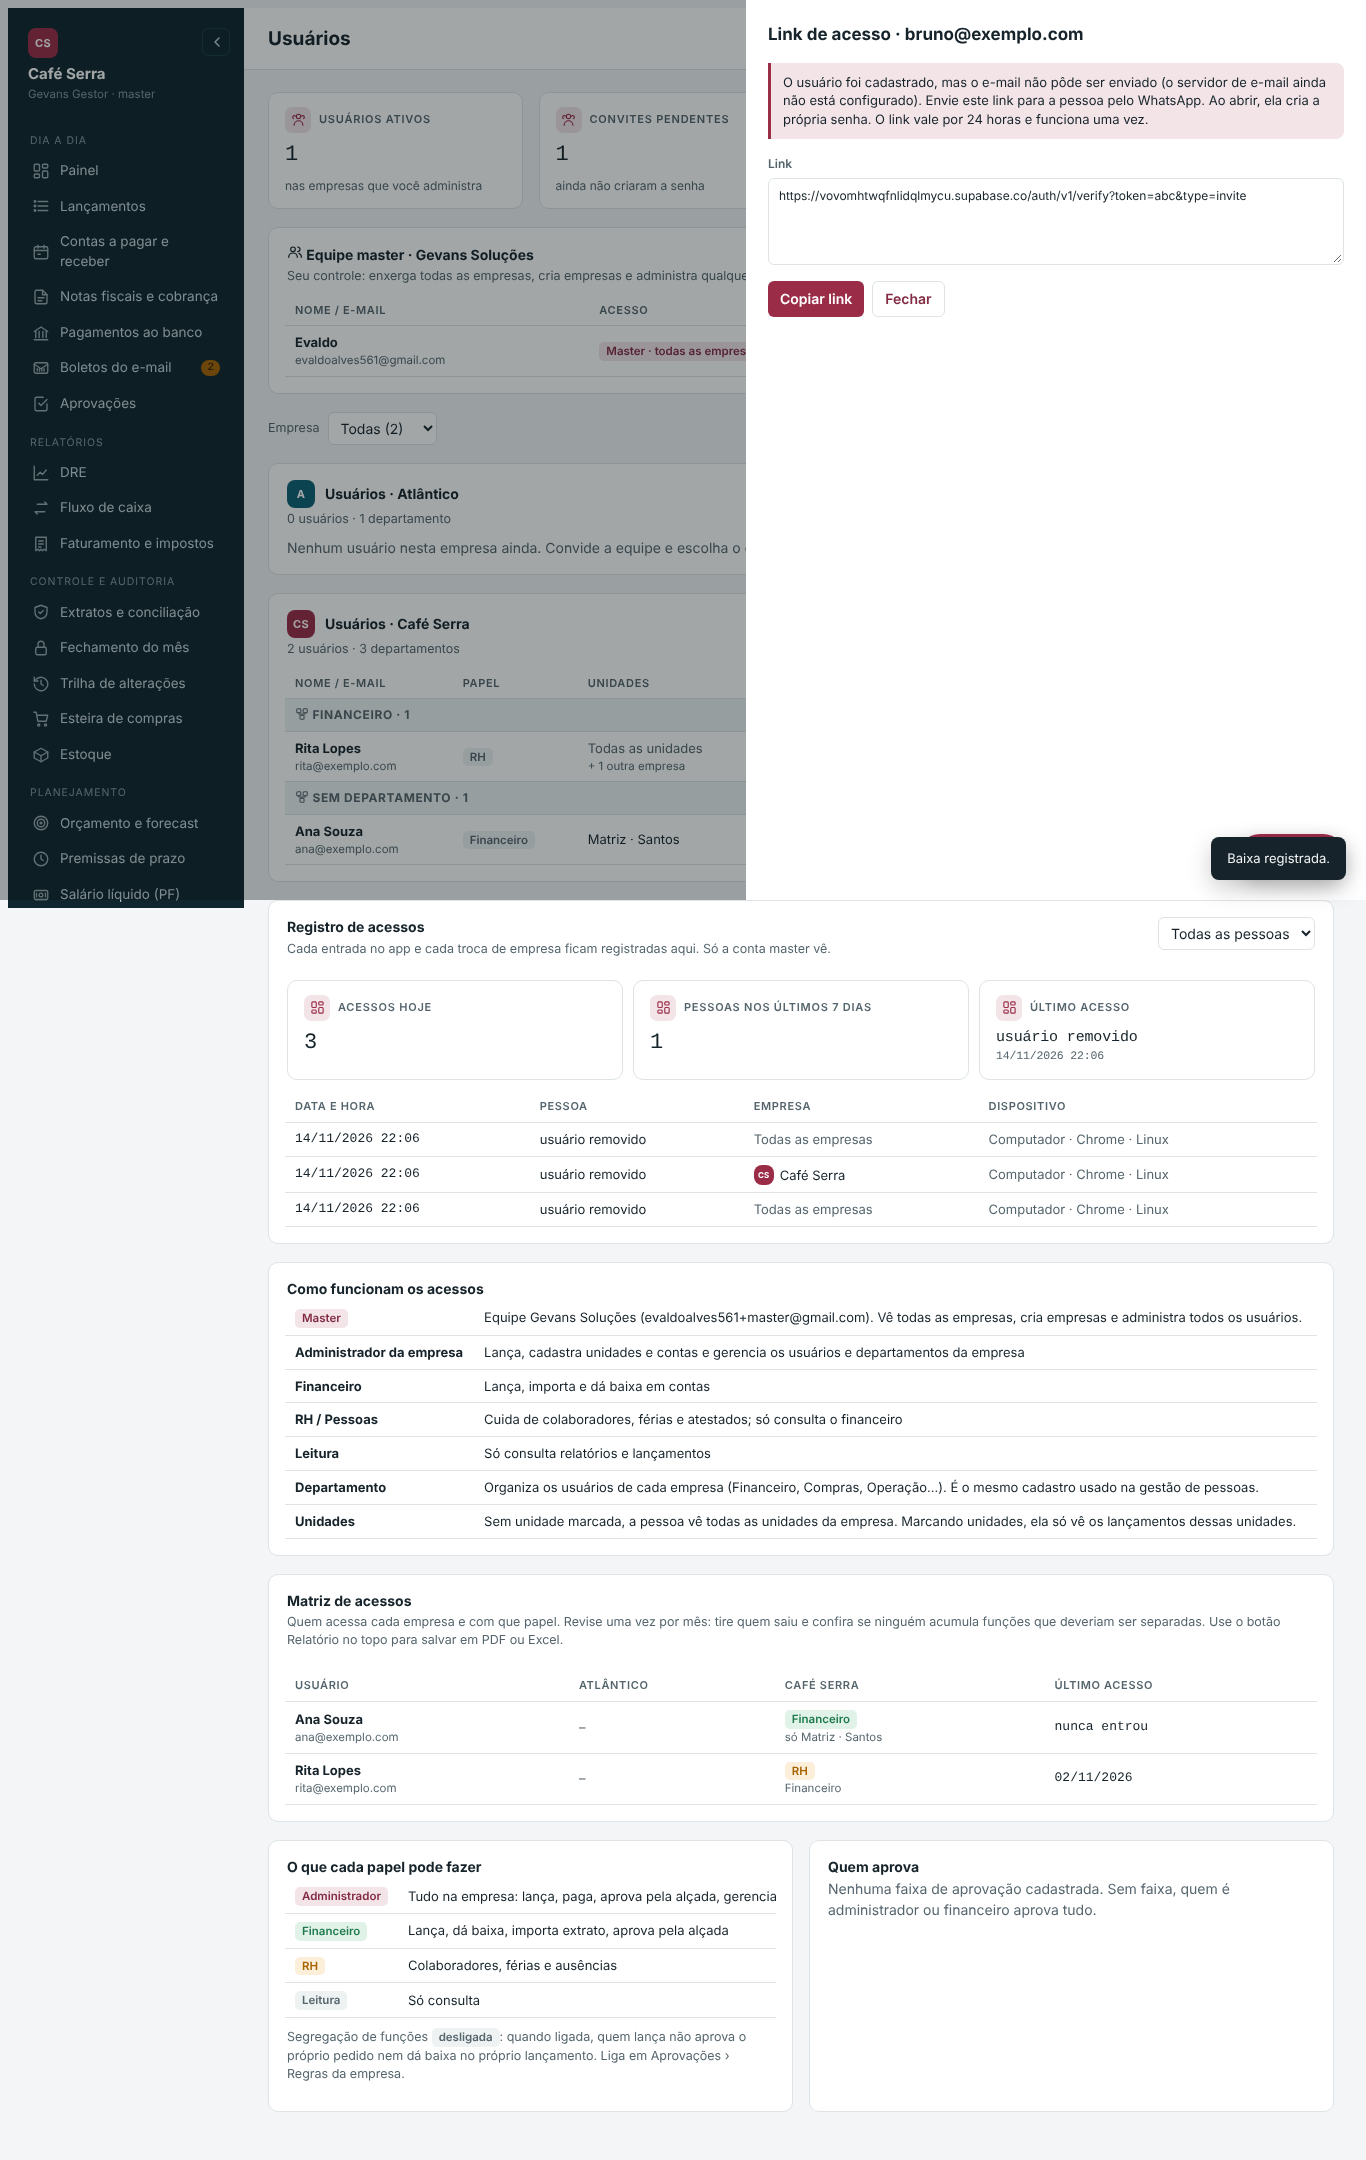 CS
Café Serra
Gevans Gestor · master
DIA A DIA
Painel
Lançamentos
Contas a pagar e
receber
Notas fiscais e cobrança
Pagamentos ao banco
Boletos do e-mail
2
Aprovações
RELATÓRIOS
DRE
Fluxo de caixa
Faturamento e impostos
CONTROLE E AUDITORIA
Extratos e conciliação
Fechamento do mês
Trilha de alterações
Esteira de compras
Estoque
PLANEJAMENTO
Orçamento e forecast
Premissas de prazo
Salário líquido (PF)
Usuários
USUÁRIOS ATIVOS
1
nas empresas que você administra
CONVITES PENDENTES
1
ainda não criaram a senha
Equipe master · Gevans Soluções
Seu controle: enxerga todas as empresas, cria empresas e administra qualque
NOME / E-MAIL ACESSO
Evaldo
evaldoalves561@gmail.com
Master · todas as empres
Empresa Todas (2)
A
Usuários · Atlântico
0 usuários · 1 departamento
Nenhum usuário nesta empresa ainda. Convide a equipe e escolha o
CS
Usuários · Café Serra
2 usuários · 3 departamentos
NOME / E-MAIL PAPEL UNIDADES
FINANCEIRO · 1
Rita Lopes
rita@exemplo.com
RH
Todas as unidades
+ 1 outra empresa
SEM DEPARTAMENTO · 1
Ana Souza
ana@exemplo.com
Financeiro
Matriz · Santos
Link de acesso · bruno@exemplo.com
O usuário foi cadastrado, mas o e-mail não pôde ser enviado (o servidor de e-mail ainda
não está configurado). Envie este link para a pessoa pelo WhatsApp. Ao abrir, ela cria a
própria senha. O link vale por 24 horas e funciona uma vez.
Link
https://vovomhtwqfnlidqlmycu.supabase.co/auth/v1/verify?token=abc&type=invite
Copiar link
Fechar
Baixa registrada.
Registro de acessos
Cada entrada no app e cada troca de empresa ficam registradas aqui. Só a conta master vê.
Todas as pessoas
ACESSOS HOJE
3
PESSOAS NOS ÚLTIMOS 7 DIAS
1
ÚLTIMO ACESSO
usuário removido
14/11/2026 22:06
DATA E HORA PESSOA EMPRESA DISPOSITIVO
14/11/2026 22:06 usuário removido Todas as empresas Computador · Chrome · Linux
14/11/2026 22:06 usuário removido CS Café Serra Computador · Chrome · Linux
14/11/2026 22:06 usuário removido Todas as empresas Computador · Chrome · Linux
Como funcionam os acessos
Master Equipe Gevans Soluções (evaldoalves561+master@gmail.com). Vê todas as empresas, cria empresas e administra todos os usuários.
Administrador da empresa Lança, cadastra unidades e contas e gerencia os usuários e departamentos da empresa
Financeiro Lança, importa e dá baixa em contas
RH / Pessoas Cuida de colaboradores, férias e atestados; só consulta o financeiro
Leitura Só consulta relatórios e lançamentos
Departamento Organiza os usuários de cada empresa (Financeiro, Compras, Operação…). É o mesmo cadastro usado na gestão de pessoas.
Unidades Sem unidade marcada, a pessoa vê todas as unidades da empresa. Marcando unidades, ela só vê os lançamentos dessas unidades.
Matriz de acessos
Quem acessa cada empresa e com que papel. Revise uma vez por mês: tire quem saiu e confira se ninguém acumula funções que deveriam ser separadas. Use o botão
Relatório no topo para salvar em PDF ou Excel.
USUÁRIO ATLÂNTICO CAFÉ SERRA ÚLTIMO ACESSO
Ana Souza
ana@exemplo.com
–
Financeiro
só Matriz · Santos
nunca entrou
Rita Lopes
rita@exemplo.com
–
RH
Financeiro
02/11/2026
O que cada papel pode fazer
Administrador Tudo na empresa: lança, paga, aprova pela alçada, gerencia
Financeiro Lança, dá baixa, importa extrato, aprova pela alçada
RH Colaboradores, férias e ausências
Leitura Só consulta
Segregação de funções desligada: quando ligada, quem lança não aprova o
próprio pedido nem dá baixa no próprio lançamento. Liga em Aprovações ›
Regras da empresa.
Quem aprova
Nenhuma faixa de aprovação cadastrada. Sem faixa, quem é
administrador ou financeiro aprova tudo.